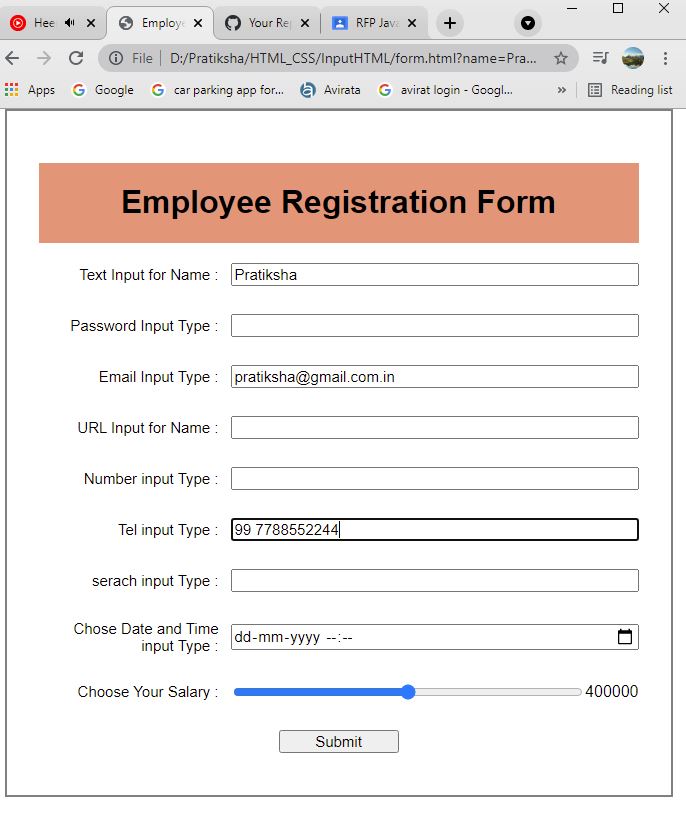 Hee
Employe
Your Rep
RFP Java
File | D:/Pratiksha/HTML_CSS/InputHTML/form.html?name=Pra...
Apps Google car parking app for... Avirata avirat login - Googl... » Reading list
Employee Registration Form
Text Input for Name : Pratiksha
Password Input Type :
Email Input Type : pratiksha@gmail.com.in
URL Input for Name :
Number input Type :
Tel input Type : 99 7788552244
serach input Type :
Chose Date and Time
input Type : dd-mm-yyyy --:--
Choose Your Salary : 400000
Submit